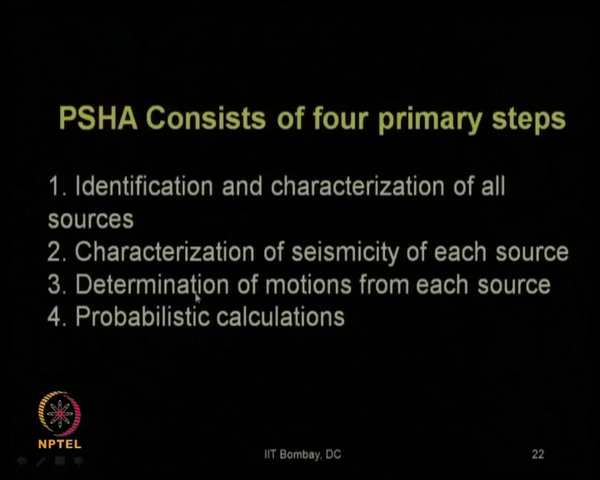 PSHA Consists of four primary steps
1. Identification and characterization of all
sources
2. Characterization of seismicity of each source
3. Determination of motions from each source
4. Probabilistic calculations
NPTEL
IIT Bombay, DC
22